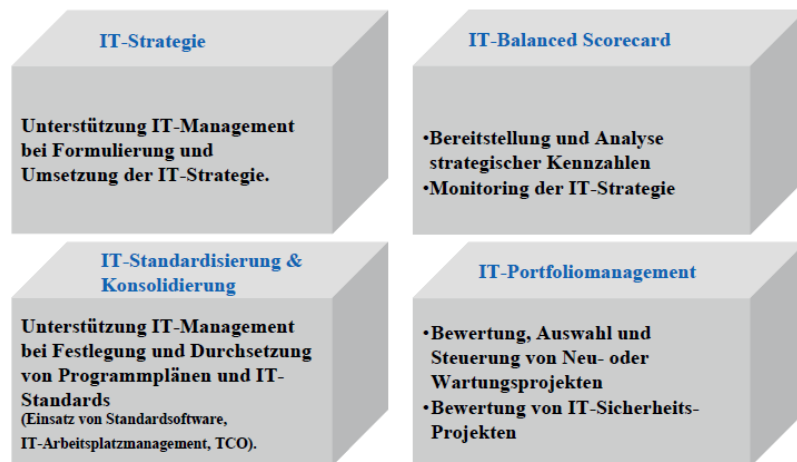 IT-Strategie
Unterstützung IT-Management
bei Formulierung und
Umsetzung der IT-Strategie.
IT-Balanced Scorecard
•Bereitstellung und Analyse
strategischer Kennzahlen
•Monitoring der IT-Strategie
IT-Standardisierung &
Konsolidierung
Unterstützung IT-Management
bei Festlegung und Durchsetzung
von Programmplänen und IT-
Standards
(Einsatz von Standardsoftware,
IT-Arbeitsplatzmanagement, TCO).
IT-Portfoliomanagement
•Bewertung, Auswahl und
Steuerung von Neu- oder
Wartungsprojekten
•Bewertung von IT-Sicherheits-
Projekten